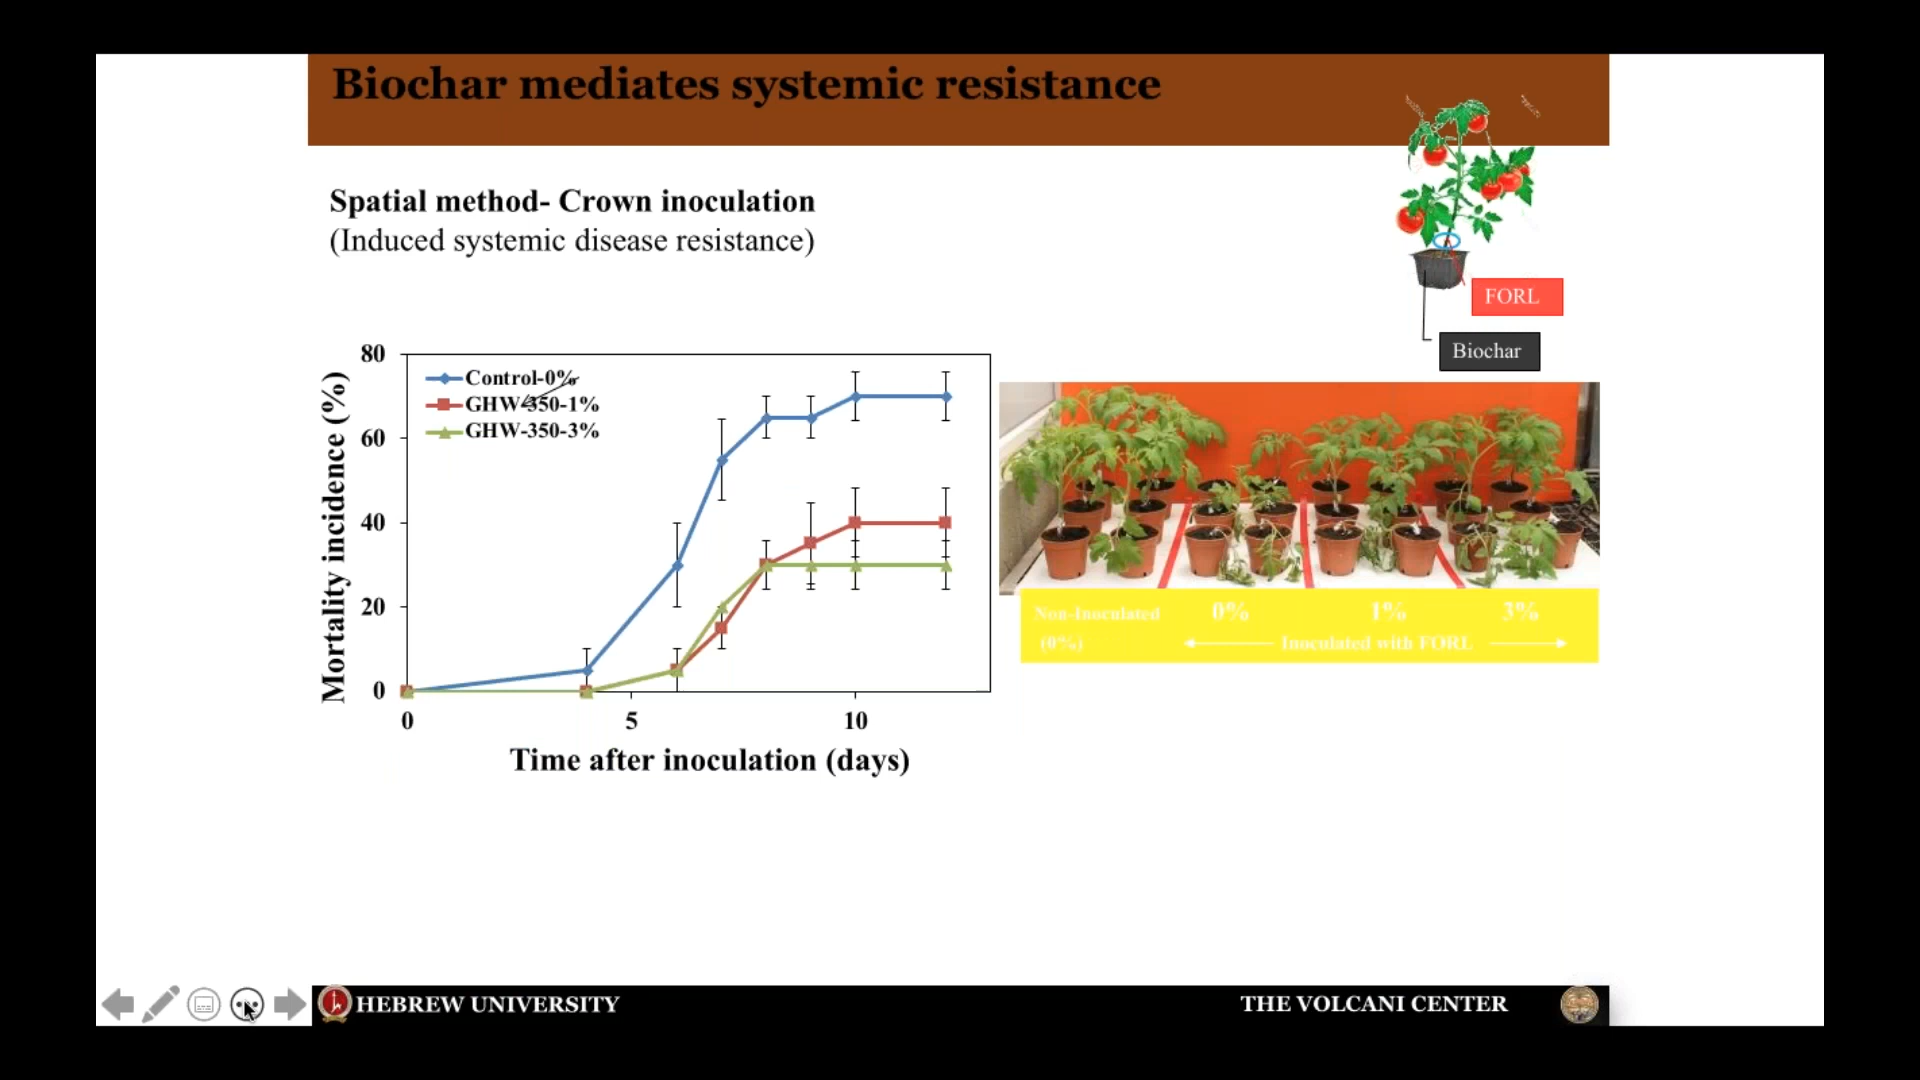 Biochar mediates systemic resistance
Spatial method- Crown inoculation
(Induced systemic disease resistance)
FORL
Biochar
80
60
40
20
0
Mortality incidence (%)
Control-0%
GHW-350-1%
GHW-350-3%
0 5 10
Time after inoculation (days)
Non-Inoculated 0% 1% 3%
(0%) Inoculated with FORL
HEBREW UNIVERSITY
THE VOLCANI CENTER